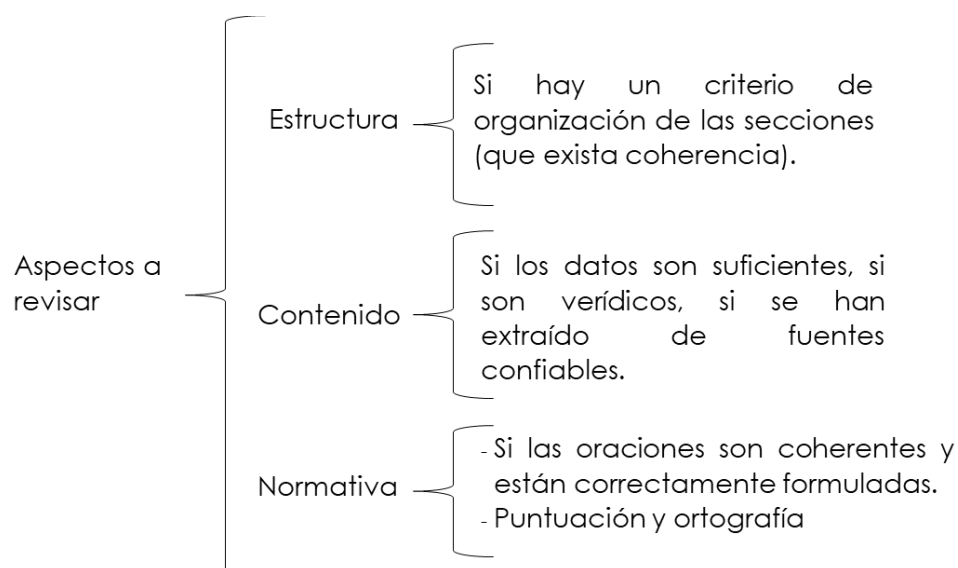 Estructura
Si hay un criterio de
organización de las secciones
(que exista coherencia).
Aspectos a
revisar
Contenido
Si los datos son suficientes, si
son verídicos, si se han
extraído de fuentes
confiables.
Normativa
- Si las oraciones son coherentes y
están correctamente formuladas.
- Puntuación y ortografía